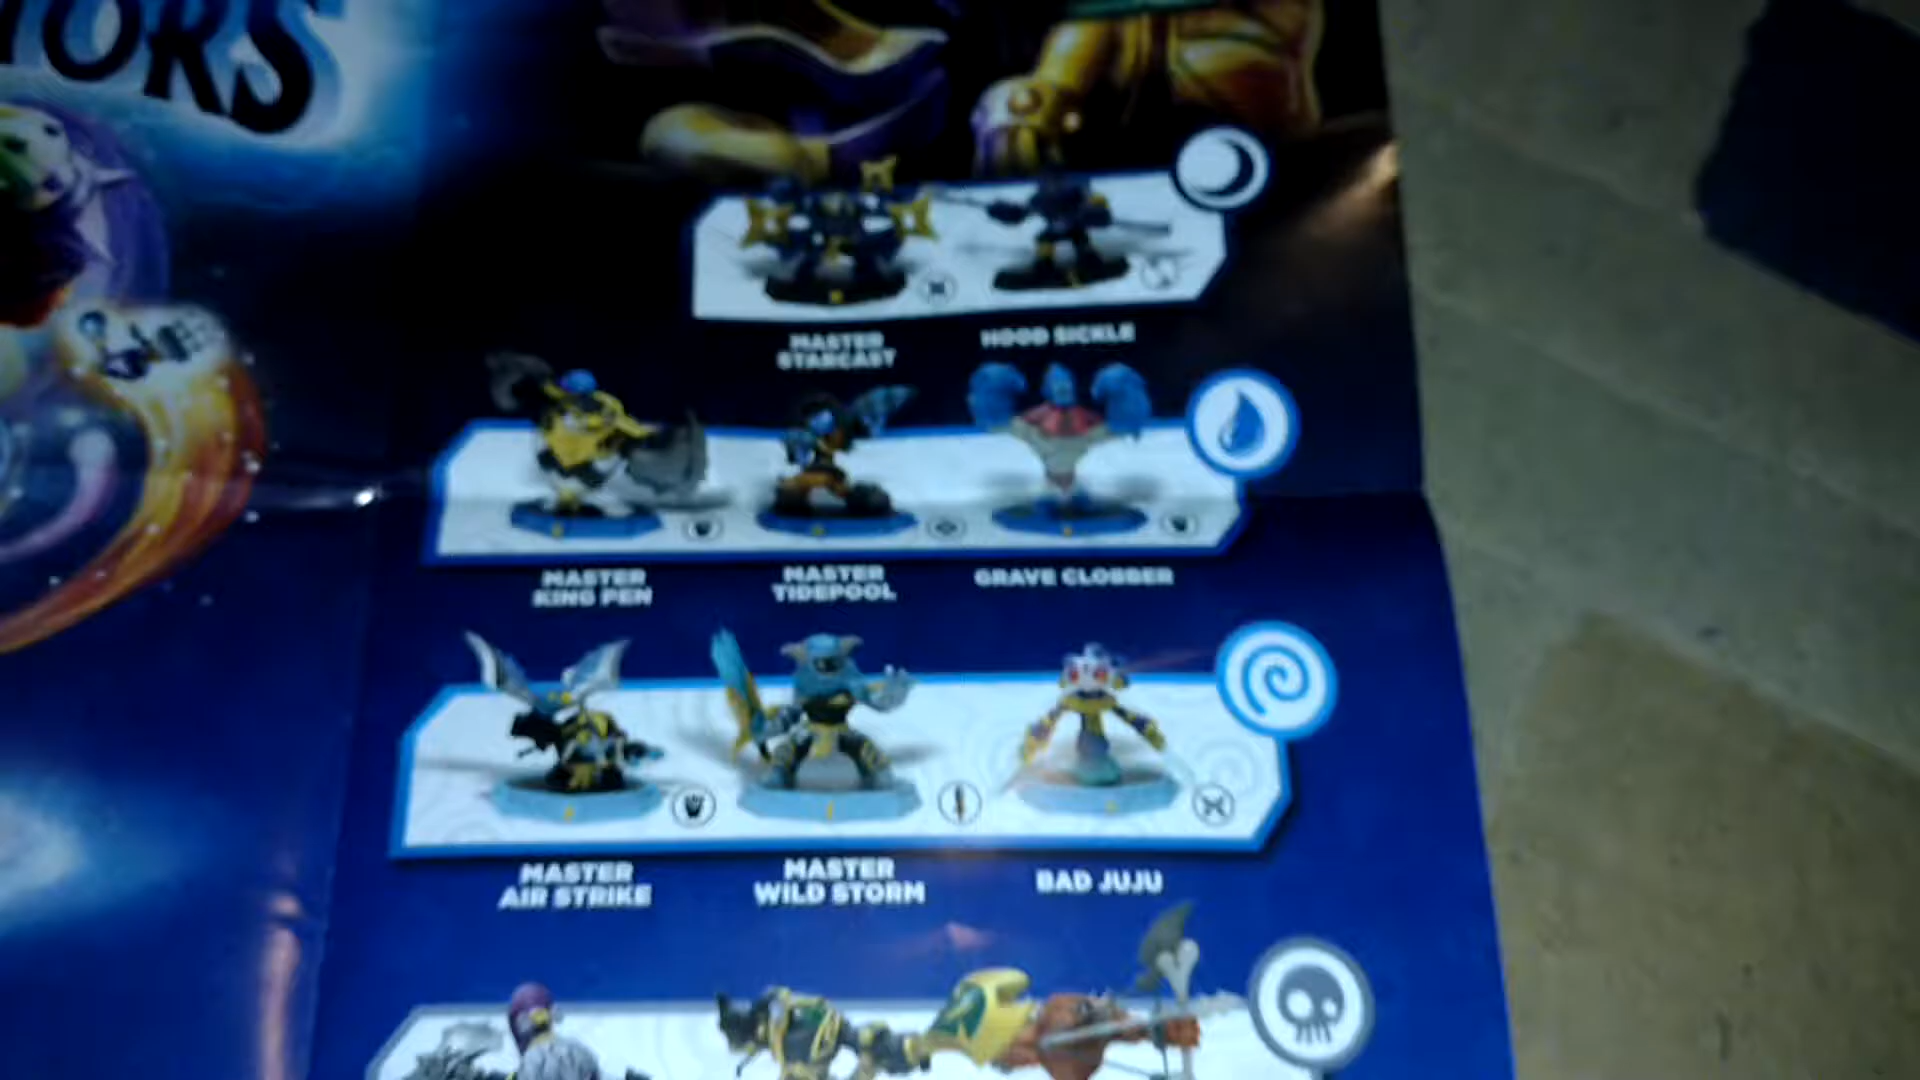 TORS
MASTER
STARCAST
HOOD SICKLE
MASTER
KING PEN
MASTER
TIDEPOOL
GRAVE CLOBBER
MASTER
AIR STRIKE
MASTER
WILD STORM
BAD JUJU